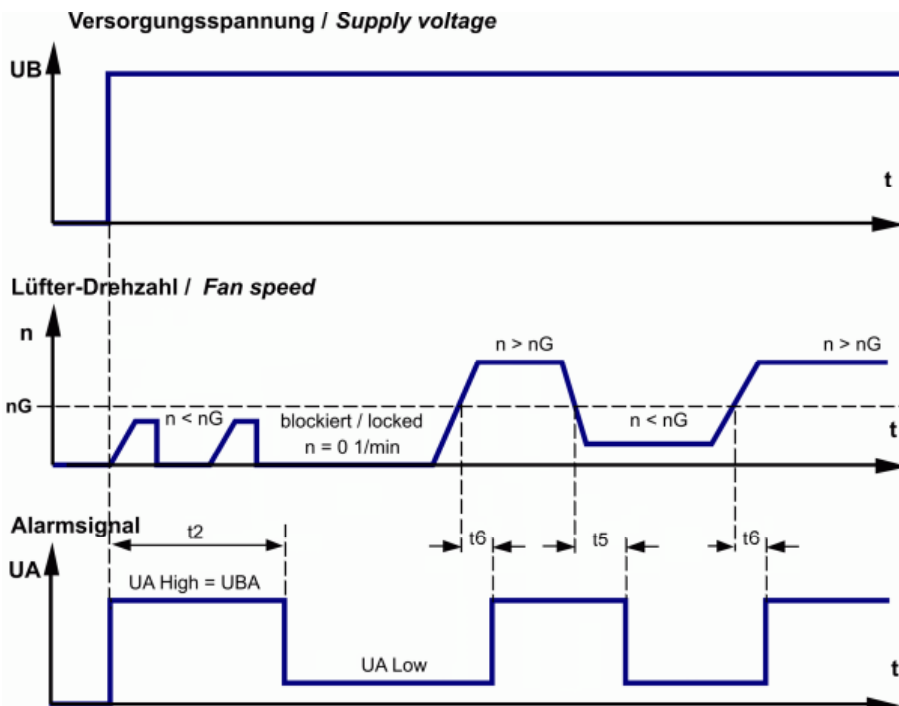 Versorgungsspannung / Supply voltage
UB
t
Lüfter-Drehzahl / Fan speed
n
n > nG
n > nG
nG
n < nG
blockiert / locked
n = 0 1/min
n < nG
t
Alarmsignal
t2
t6
t5
t6
UA
UA High = UBA
UA Low
t